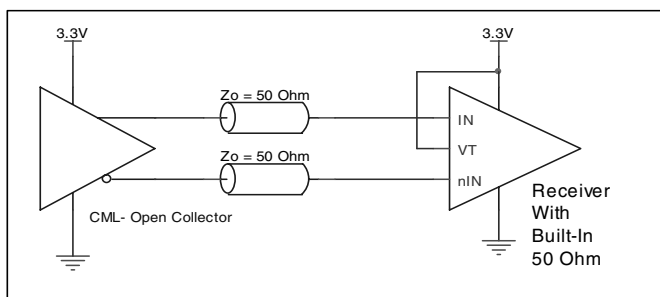 3.3V
3.3V
Zo = 50 Ohm
IN
VT
Zo = 50 Ohm
nIN
CML- Open Collector
Receiver
With
Built-In
50 Ohm